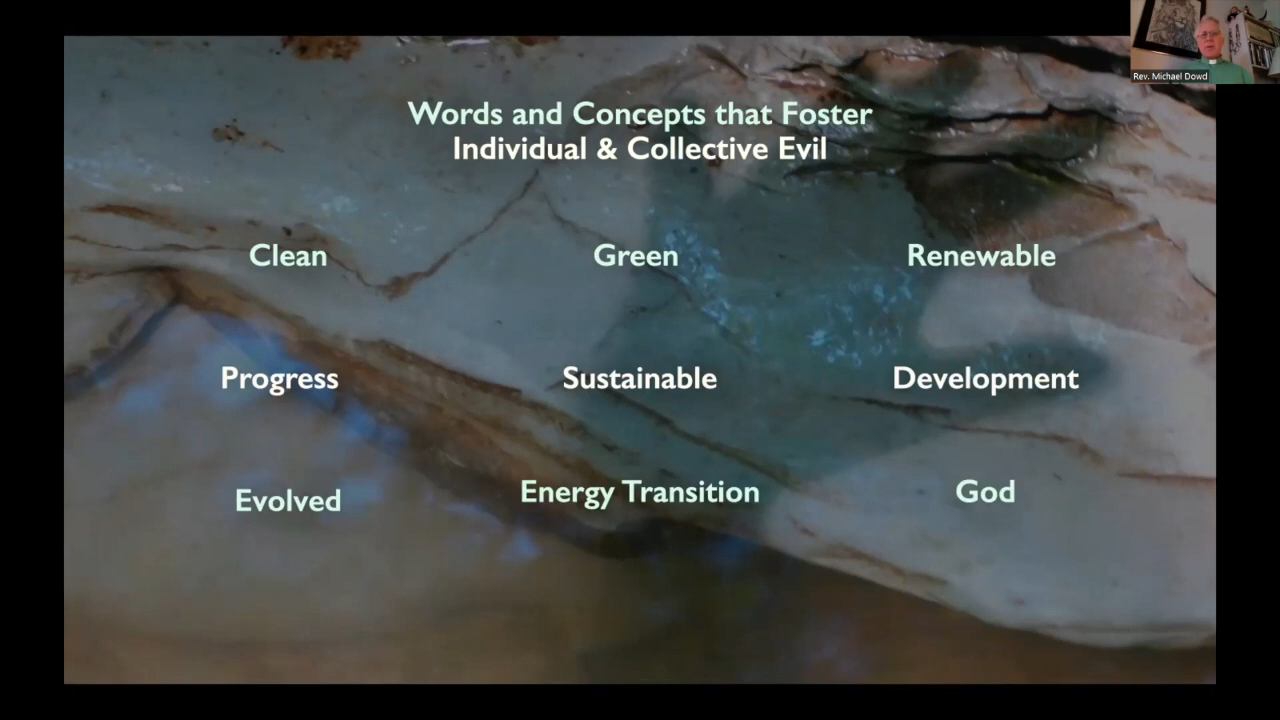 Rev. Michael Dowd
Words and Concepts that Foster
Individual & Collective Evil
Clean
Green
Renewable
Progress
Sustainable
Development
Evolved
Energy Transition
God